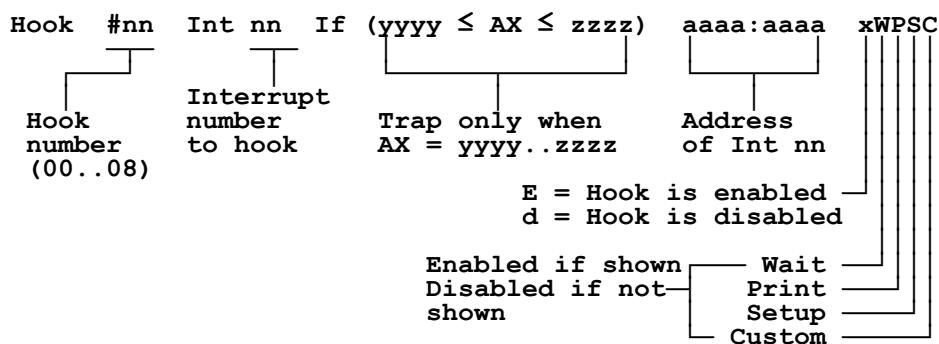 Hook #nn Int nn If (yyyy ≤ AX ≤ zzzz) aaaa:aaaa xWPSC
Hook
number
(00..08)
Interrupt
number
to hook
Trap only when
AX = yyyy..zzzz
Address
of Int nn
E = Hook is enabled
d = Hook is disabled
Enabled if shown
Disabled if not
shown
Wait
Print
Setup
Custom